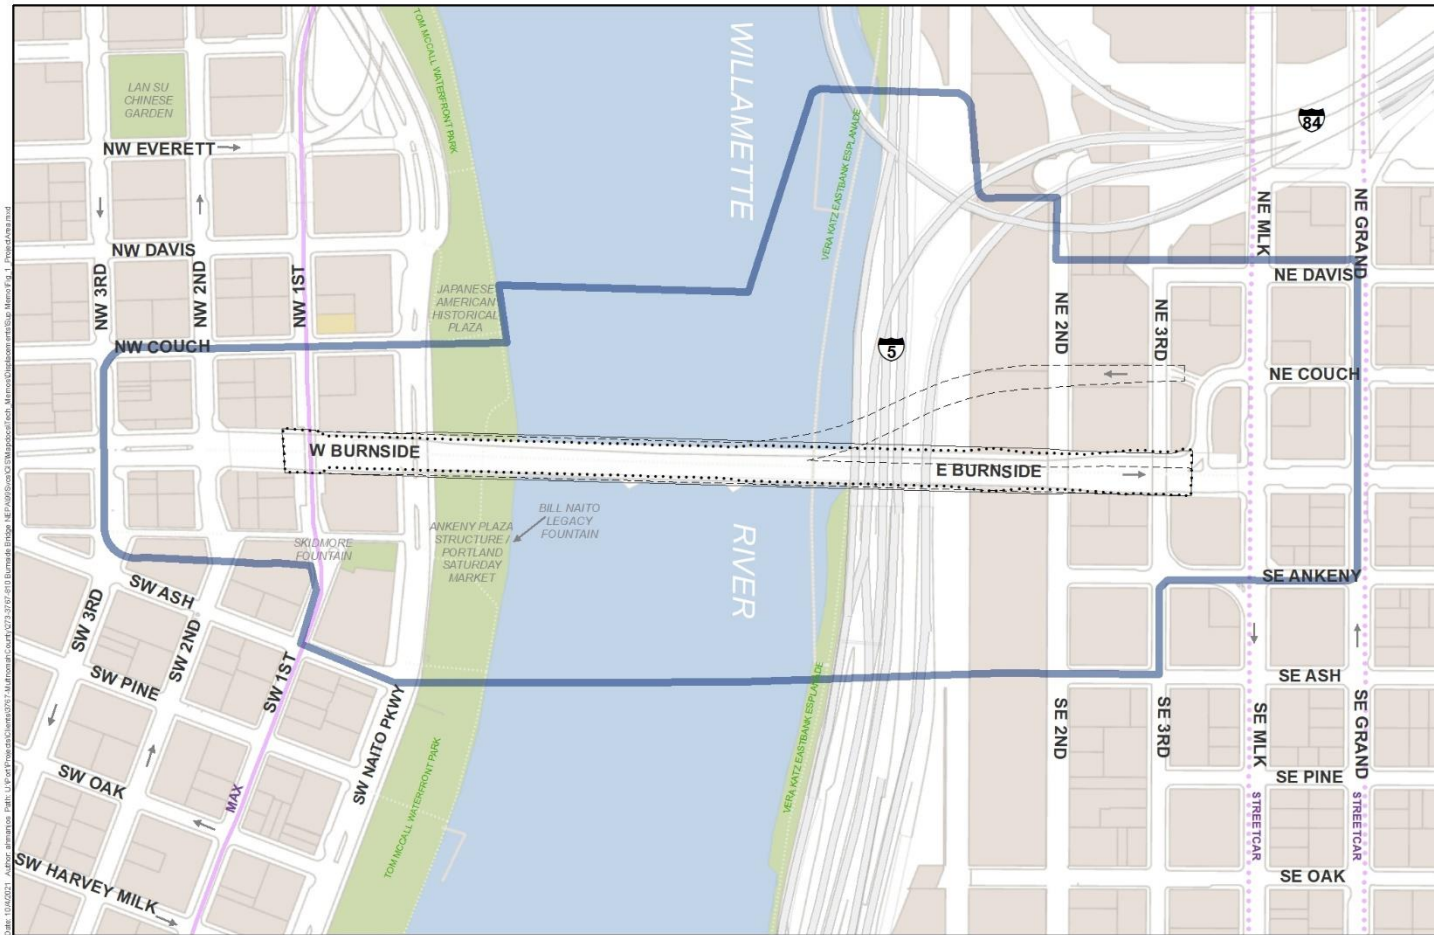 TOM MCCALL WATERFRONT PARK
WILLAMETTE
LAN SU
CHINESE
GARDEN
84
NW EVERETT
VERA KATZ EASTBANK ESPLANADE
NE MLK
NE GRAND
NW DAVIS
NE DAVIS
NW 3RD
NW 2ND
NW 1ST
JAPANESE
AMERICAN
HISTORICAL
PLAZA
NE 2ND
NE 3RD
NW COUCH
5
NE COUCH
W BURNSIDE
E BURNSIDE
BILL NAITO
LEGACY
FOUNTAIN
ANKENY PLAZA
STRUCTURE /
PORTLAND
SATURDAY
MARKET
RIVER
SKIDMORE
FOUNTAIN
SW ASH
SE ANKENY
SW 3RD
SW 2ND
SW PINE
SW 1ST
SW NAITO PKWY
VERA KATZ EASTBANK ESPLANADE
SE ASH
SE 2ND
SE 3RD
SE MLK
SE GRAND
SW OAK
MAX
TOM MCCALL WATERFRONT PARK
SE PINE
STREETCAR
STREETCAR
SW HARVEY MILK
SE OAK